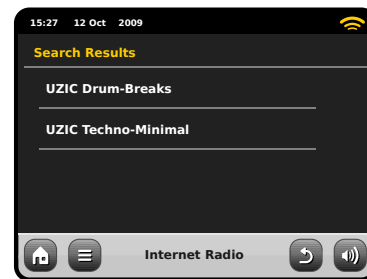 15:27 12 Oct 2009
Search Results
UZIC Drum-Breaks
UZIC Techno-Minimal
Internet Radio